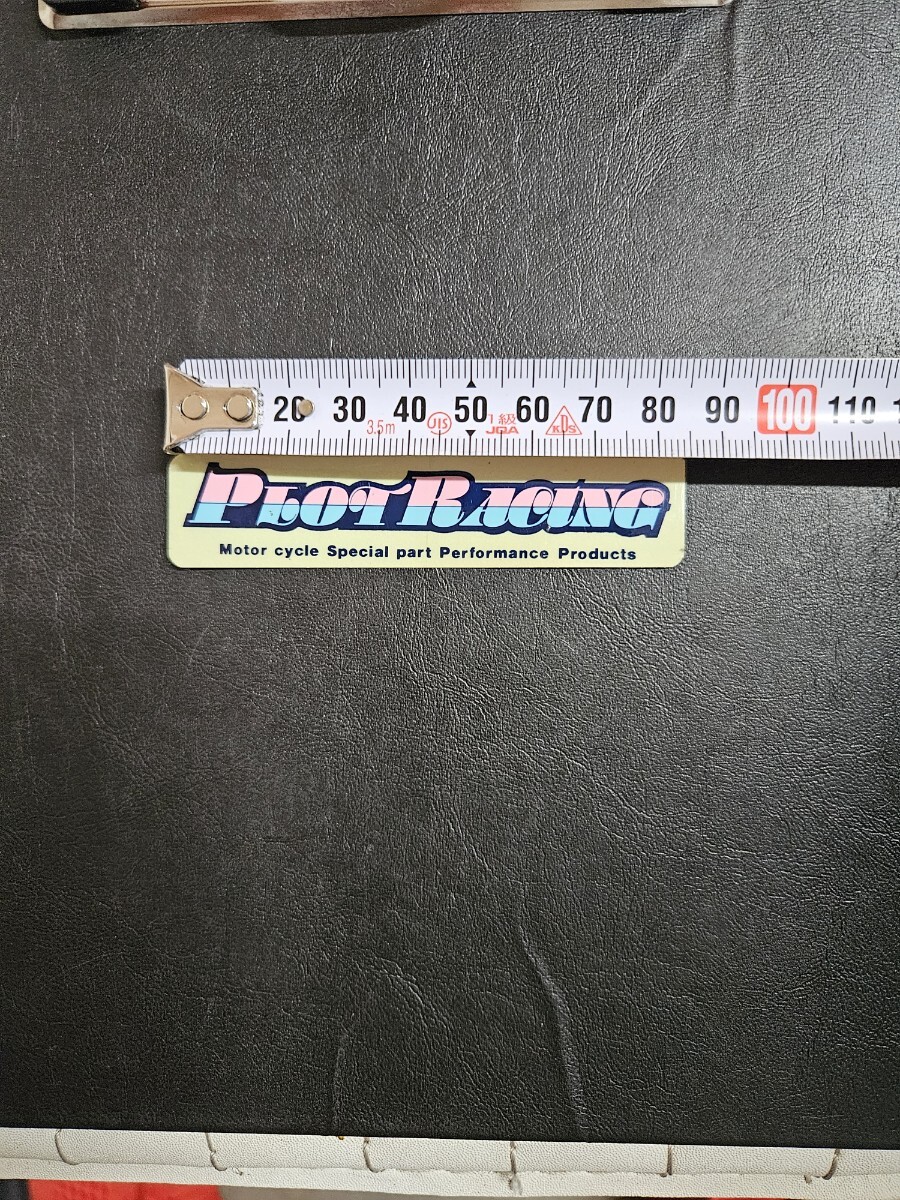 20 30 40 50 60 70 80 90 100 110
3.5m JIS 1級 JQA KDS
PLOT RACING
Motor cycle Special part Performance Products